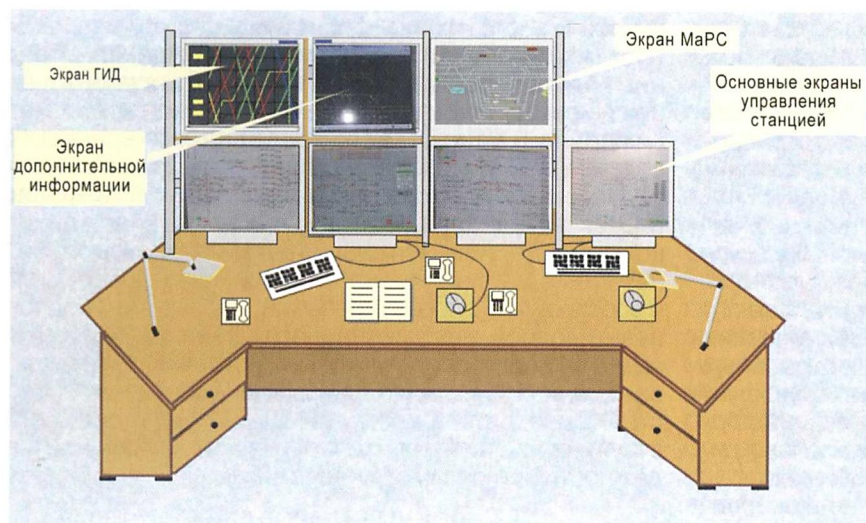 Экран ГИД
Экран МаРС
Основные экраны
управления
станцией
Экран
дополнительной
информации